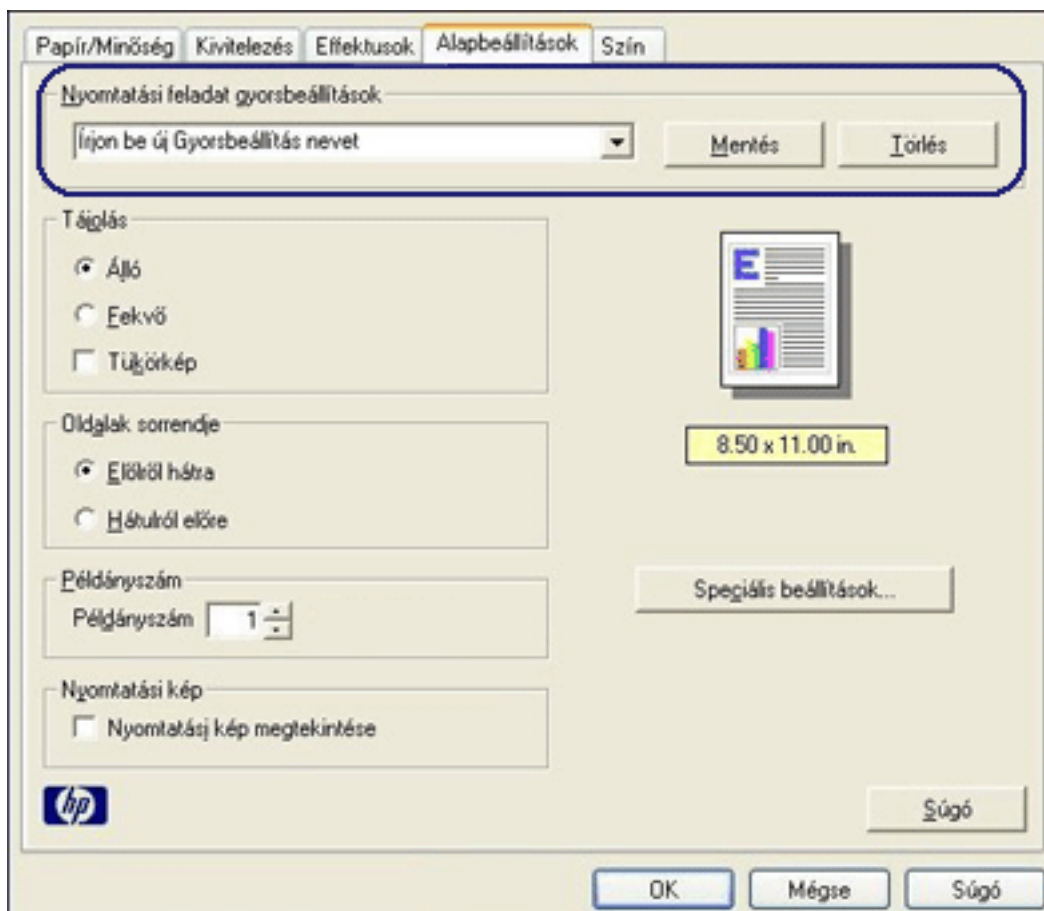 Papír/Minőség Kivitelezés Effektusok Alapbeállítások Szín
Nyomtatási feladat gyorsbeállítások
Írjon be új Gyorsbeállítás nevet Mentés Törlés
Tájolás
Álló
Fekvő
Tükörkép
E
8.50 x 11.00 in.
Oldalak sorrendje
Elölről hátra
Hátulról előre
Példányszám
Példányszám 1
Speciális beállítások...
Nyomtatási kép
Nyomtatási kép megtekintése
hp
Súgó
OK Mégse Súgó